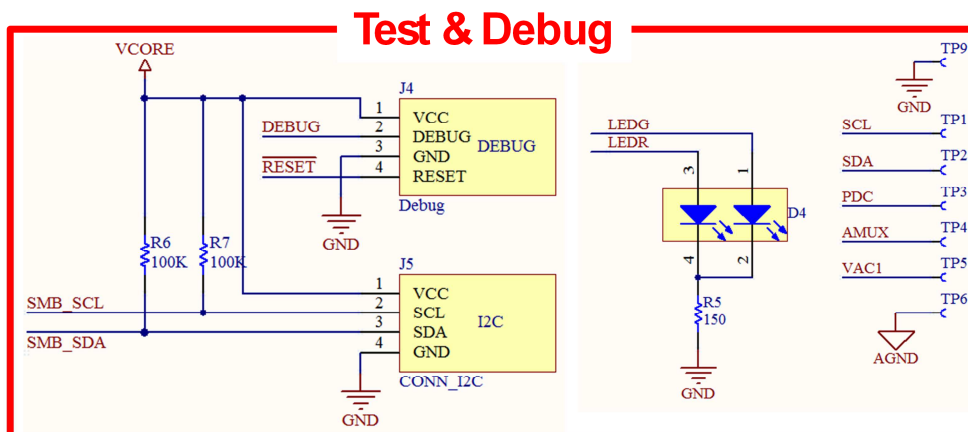 Test & Debug
VCORE
J4
1 VCC
DEBUG 2 DEBUG DEBUG
3 GND
RESET 4 RESET
Debug
GND
R6
100K
R7
100K
J5
1 VCC
SMB_SCL 2 SCL I2C
3 SDA
SMB_SDA 4 GND
CONN_I2C
GND
LEDG
LEDR
3 1
D4
4 2
R5
150
GND
TP9
GND
SCL TP1
SDA TP2
PDC TP3
AMUX TP4
VAC1 TP5
TP6
AGND